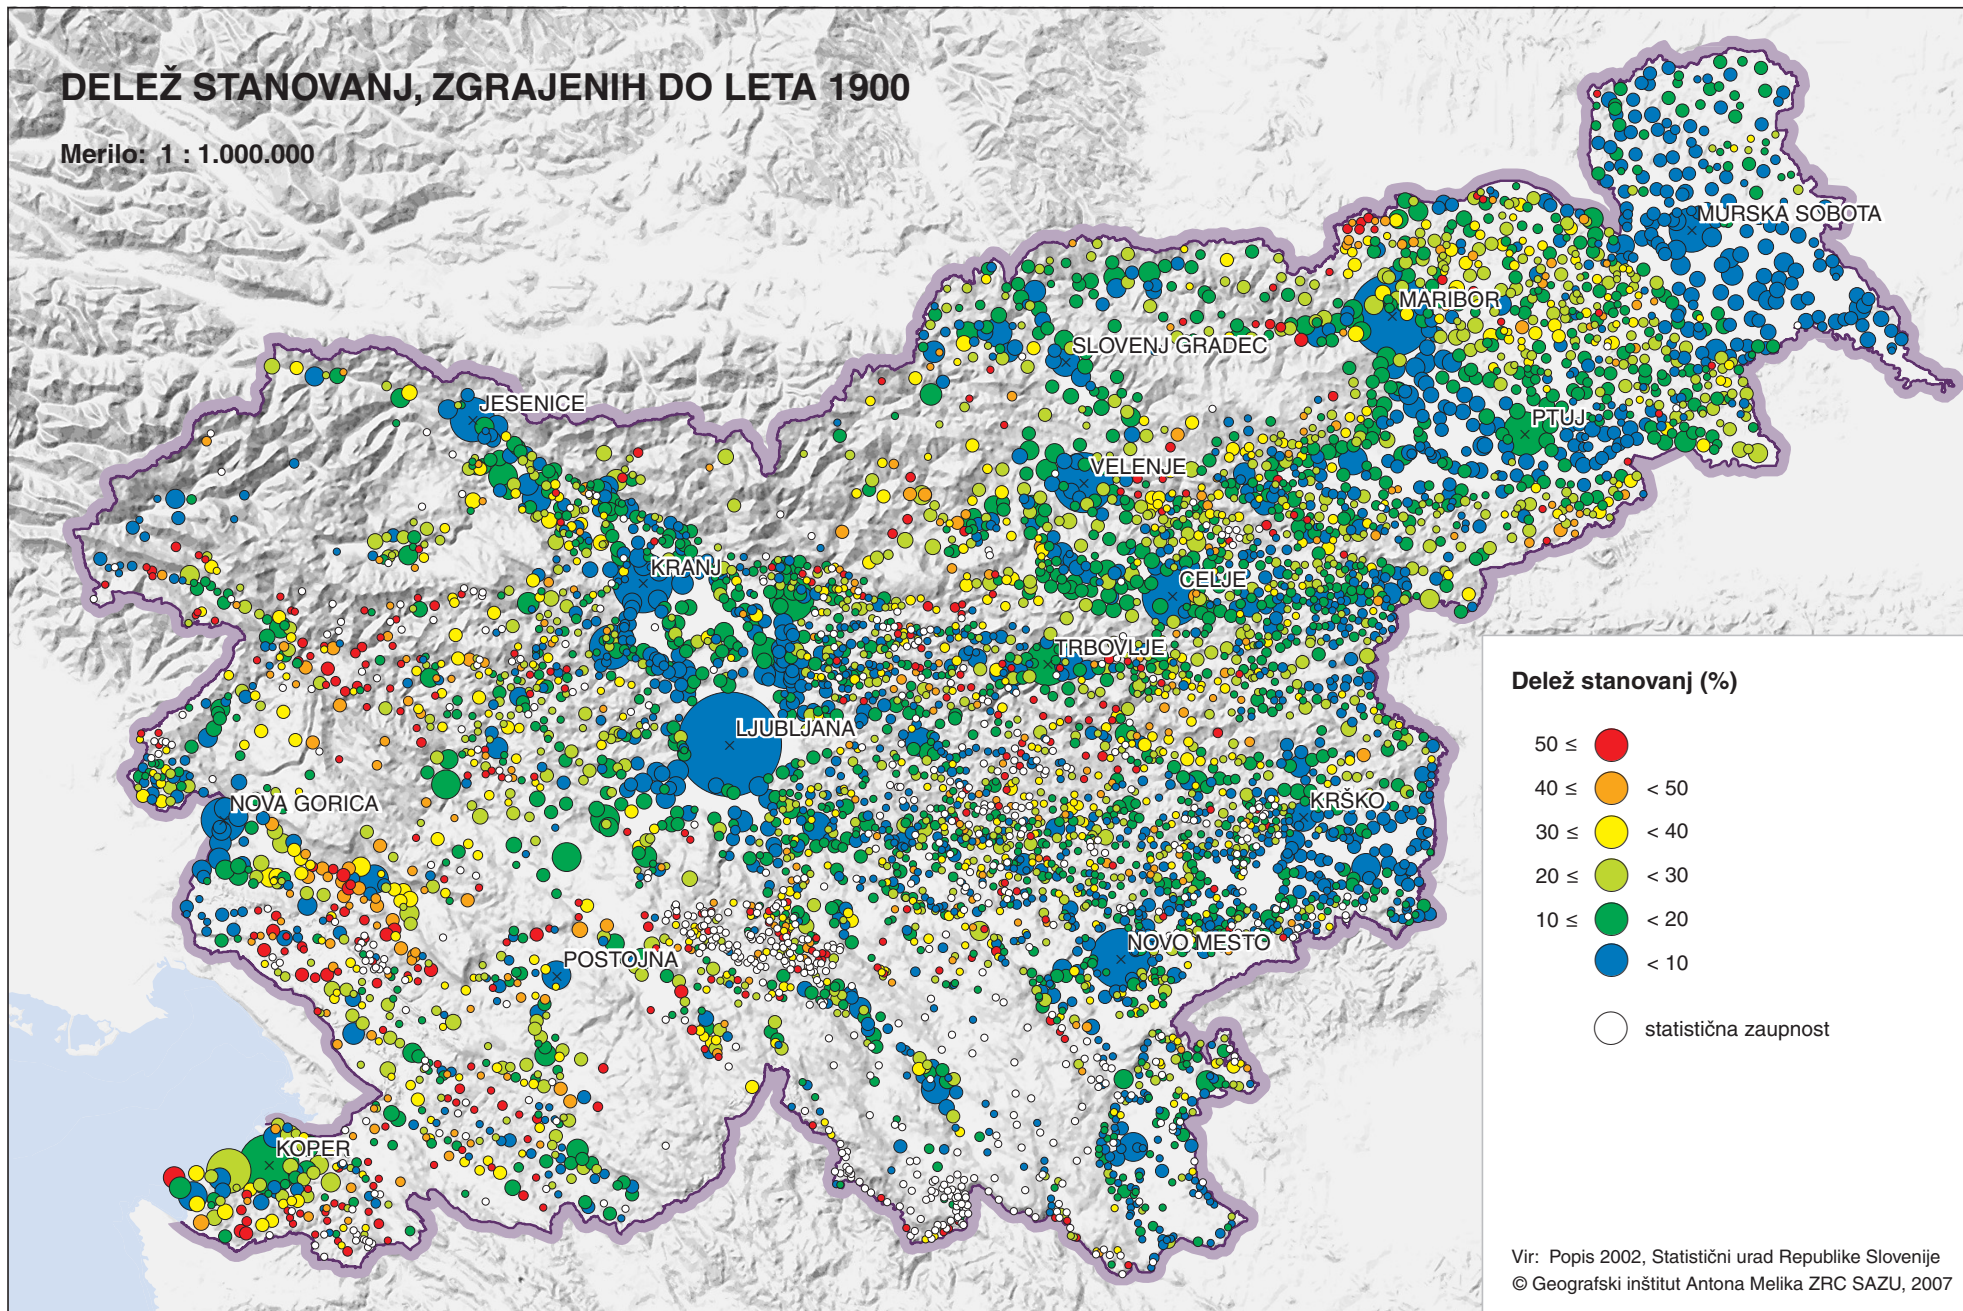 DELEŽ STANOVANJ, ZGRAJENIH DO LETA 1900
Merilo: 1 : 1.000.000
MURSKA SOBOTA
MARIBOR
SLOVENJ GRADEC
JESENICE
PTUJ
VELENJE
KRANJ
CELJE
TRBOVLJE
LJUBLJANA
NOVA GORICA
KRŠKO
NOVO MESTO
POSTOJNA
KOPER
Delež stanovanj (%)
50 ≤
40 ≤ < 50
30 ≤ < 40
20 ≤ < 30
10 ≤ < 20
< 10
statistična zaupnost
Vir: Popis 2002, Statistični urad Republike Slovenije
© Geografski inštitut Antona Melika ZRC SAZU, 2007